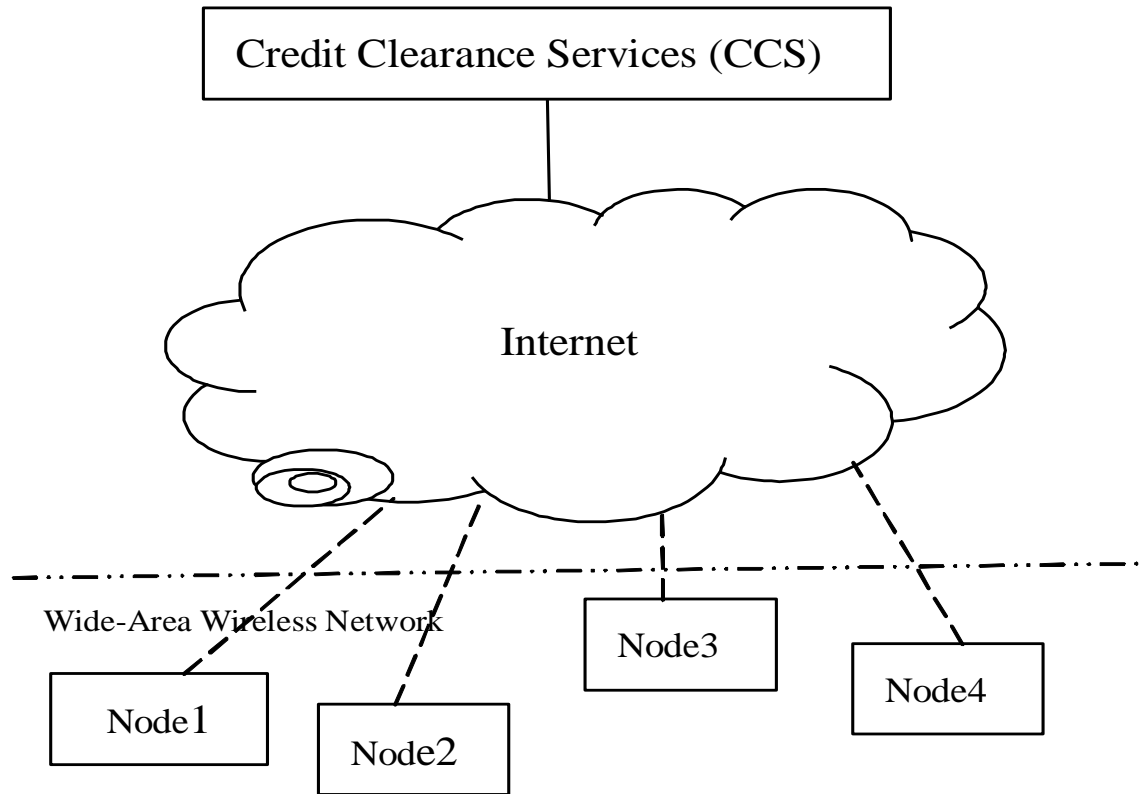 Credit Clearance Services (CCS)
Internet
Wide-Area Wireless Network
Node3
Node4
Node1
Node2